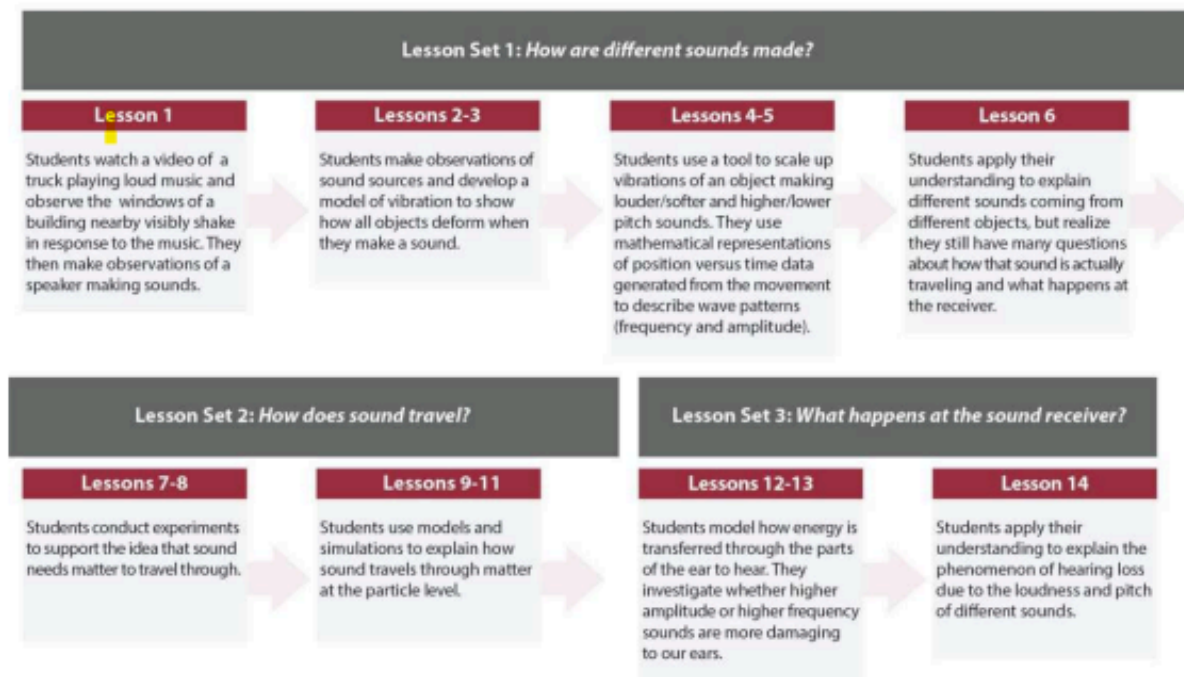 Lesson Set 1: How are different sounds made?
Lesson 1
Students watch a video of a
truck playing loud music and
observe the windows of a
building nearby visibly shake
in response to the music. They
then make observations of a
speaker making sounds.
Lessons 2-3
Students make observations of
sound sources and develop a
model of vibration to show
how all objects deform when
they make a sound.
Lessons 4-5
Students use a tool to scale up
vibrations of an object making
louder/softer and higher/lower
pitch sounds. They use
mathematical representations
of position versus time data
generated from the movement
to describe wave patterns
(frequency and amplitude).
Lesson 6
Students apply their
understanding to explain
different sounds coming from
different objects, but realize
they still have many questions
about how that sound is actually
traveling and what happens at
the receiver.
Lesson Set 2: How does sound travel?
Lessons 7-8
Students conduct experiments
to support the idea that sound
needs matter to travel through.
Lessons 9-11
Students use models and
simulations to explain how
sound travels through matter
at the particle level.
Lesson Set 3: What happens at the sound receiver?
Lessons 12-13
Students model how energy is
transferred through the parts
of the ear to hear. They
investigate whether higher
amplitude or higher frequency
sounds are more damaging
to our ears.
Lesson 14
Students apply their
understanding to explain the
phenomenon of hearing loss
due to the loudness and pitch
of different sounds.